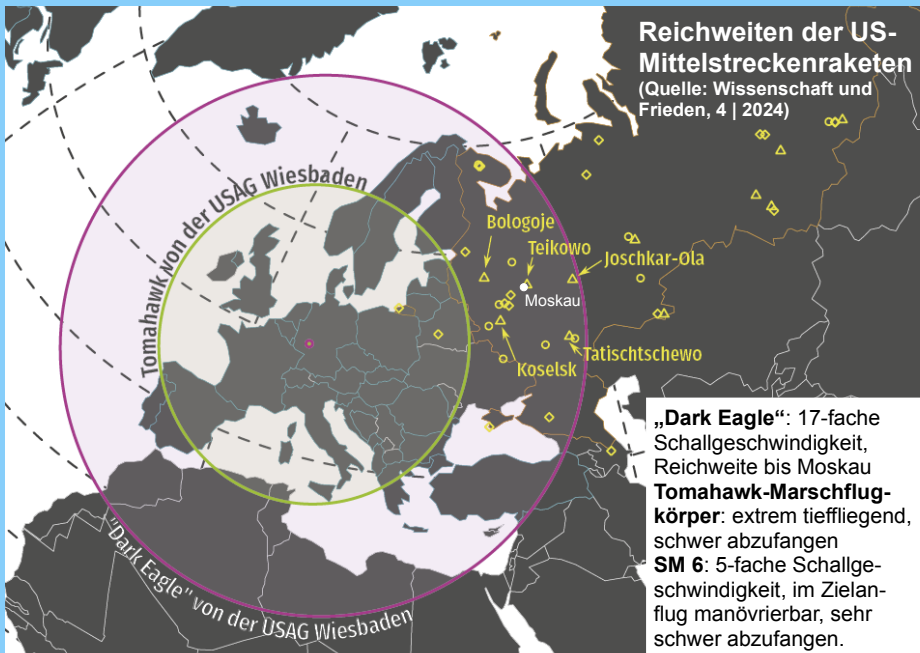 Reichweiten der US-
Mittelstreckenraketen
(Quelle: Wissenschaft und
Frieden, 4 | 2024)
Tomahawk von der USAG Wiesbaden
Bologoje
Teikowo
Joschkar-Ola
Moskau
Tatischtschewo
Koselsk
"Dark Eagle" von der USAG Wiesbaden
„Dark Eagle“: 17-fache
Schallgeschwindigkeit,
Reichweite bis Moskau
Tomahawk-Marschflug-
körper: extrem tieffliegend,
schwer abzufangen
SM 6: 5-fache Schallge-
schwindigkeit, im Zielan-
flug manövrierbar, sehr
schwer abzufangen.